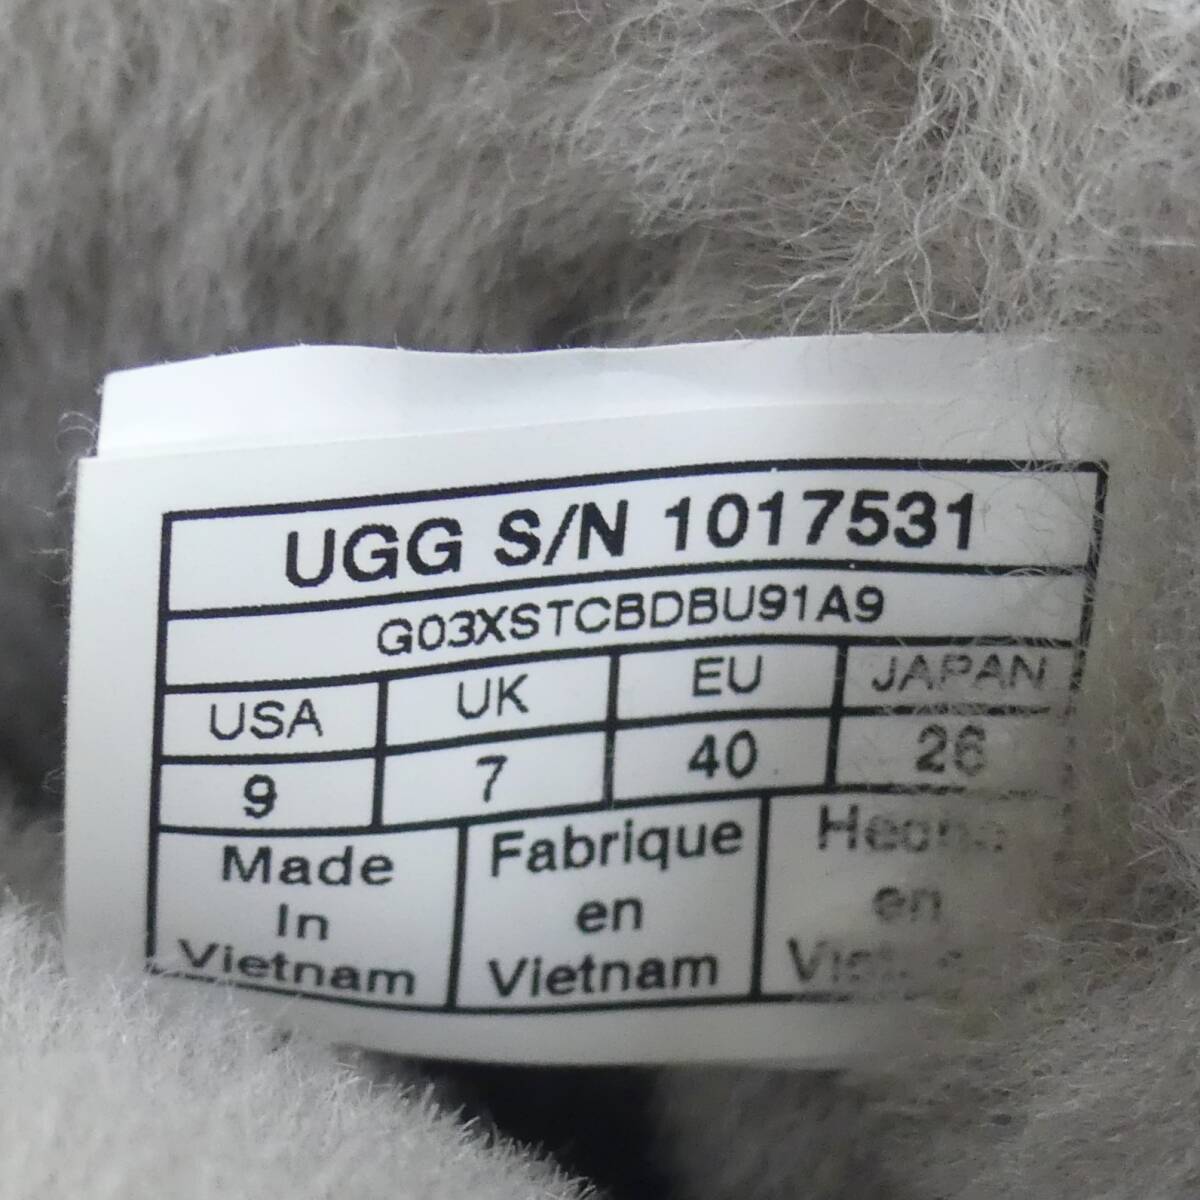 UGG S/N 1017531
G03XSTCBDBU91A9
USA UK EU JAPAN
9 7 40 26
Made Fabrique
In en en
Vietnam Vietnam